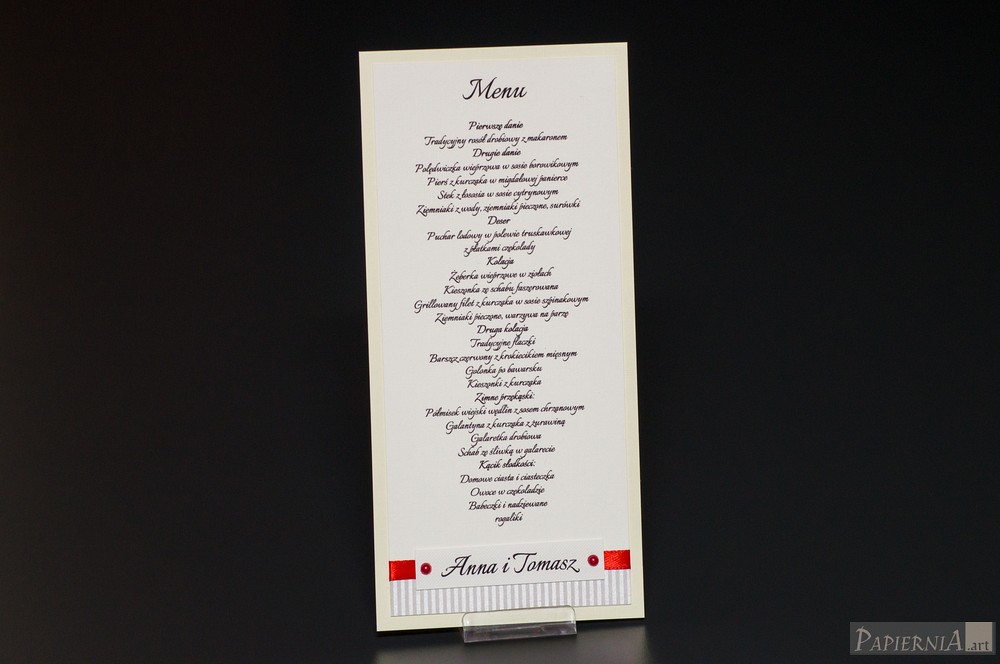 Menu
Pierwsze danie
Tradycyjny rosół drobiowy z makaronem
Drugie danie
Polędwiczka wieprzowa w sosie borowikowym
Pierś z kurczaka w migdałowej panierce
Stek z łososia w sosie cytrynowym
Ziemniaki z wody, ziemniaki pieczone, surówki
Deser
Puchar lodowy w polewie truskawkowej
z płatkami czekolady
Kolacja
Żeberka wieprzowe w ziołach
Kieszonka ze schabu faszerowana
Grillowany filet z kurczaka w sosie szpinakowym
Ziemniaki pieczone, warzywa na parze
Druga kolacja
Tradycyjne flaczki
Barszcz czerwony z krokiecikiem mięsnym
Golonka po bawarsku
Kieszonki z kurczaka
Zimne przekąski:
Półmisek wiejski wędlin z sosem chrzanowym
Galantyna z kurczaka z żurawiną
Galaretka drobiowa
Schab ze śliwką w galarecie
Kącik słodkości:
Domowe ciasta i ciasteczka
Owoce w czekoladzie
Babeczki i nadziewane
rogaliki
Anna i Tomasz
PAPIERNIA.art